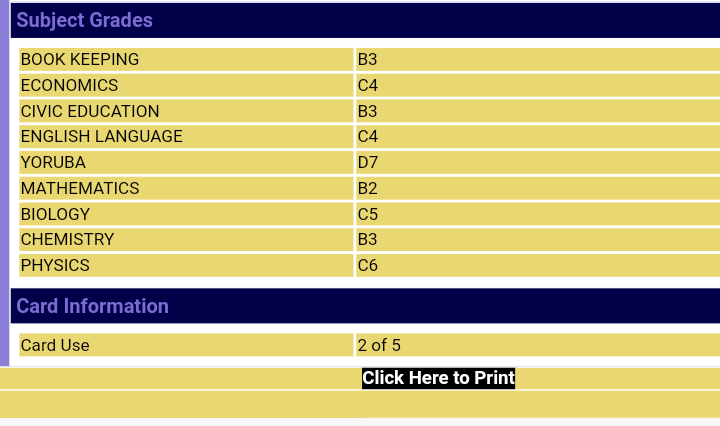 Subject Grades
BOOK KEEPING B3
ECONOMICS C4
CIVIC EDUCATION B3
ENGLISH LANGUAGE C4
YORUBA D7
MATHEMATICS B2
BIOLOGY C5
CHEMISTRY B3
PHYSICS C6
Card Information
Card Use 2 of 5
Click Here to Print